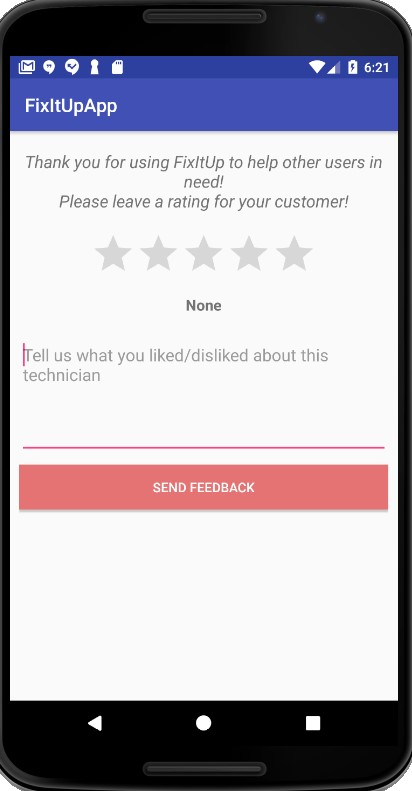 6:21
FixItUpApp
Thank you for using FixItUp to help other users in
need!
Please leave a rating for your customer!
None
Tell us what you liked/disliked about this
technician
SEND FEEDBACK